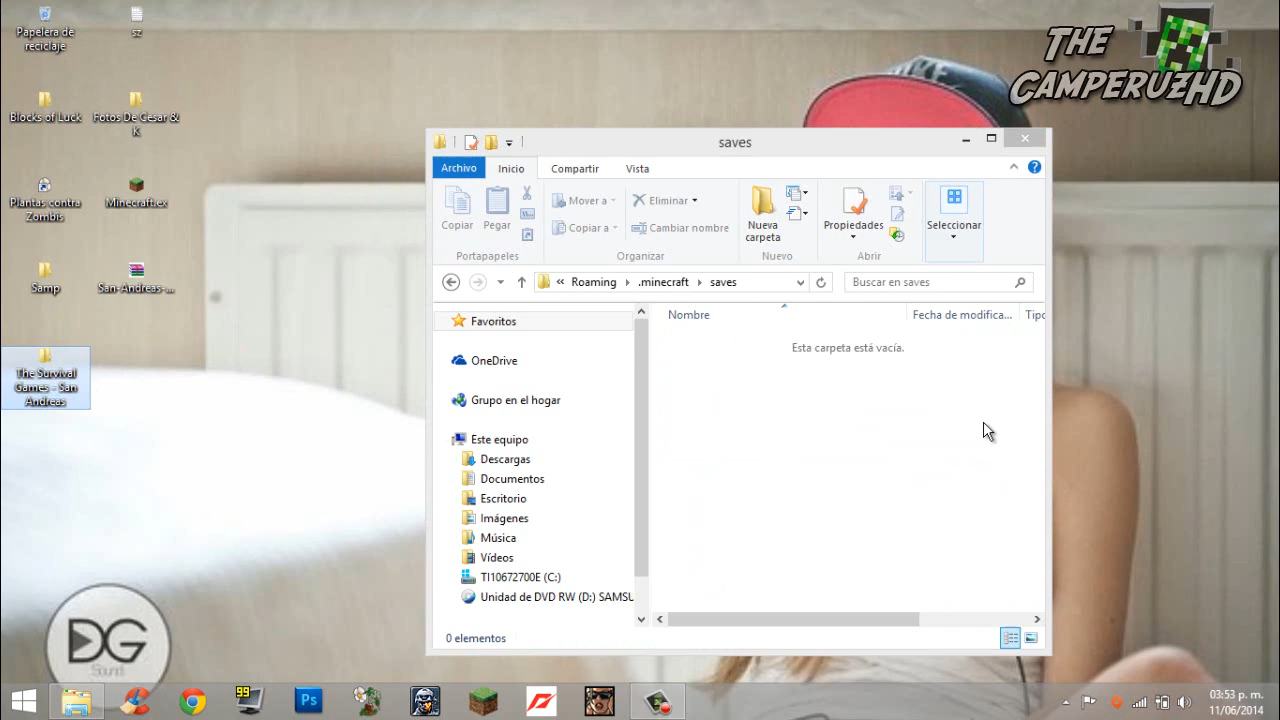 Papelera de
reciclaje
sz
Blocks of Luck
Fotos De Cesar &
K
Plantas contra
Zombis
Minecraft.ex
Samp
San-Andreas-...
The Survival
Games - San
Andreas
DG
Sound
THE
CAMPERUZHD
saves
Archivo
Inicio
Compartir
Vista
Copiar
Pegar
Mover a
Copiar a
Eliminar
Cambiar nombre
Nueva
carpeta
Propiedades
Seleccionar
Portapapeles
Organizar
Nuevo
Abrir
« Roaming
.minecraft
saves
Buscar en saves
Nombre
Fecha de modifica...
Tipo
Esta carpeta está vacía.
Favoritos
OneDrive
Grupo en el hogar
Este equipo
Descargas
Documentos
Escritorio
Imágenes
Música
Vídeos
TI10672700E (C:)
Unidad de DVD RW (D:) SAMSU
0 elementos
99
Ps
03:53 p. m.
11/06/2014